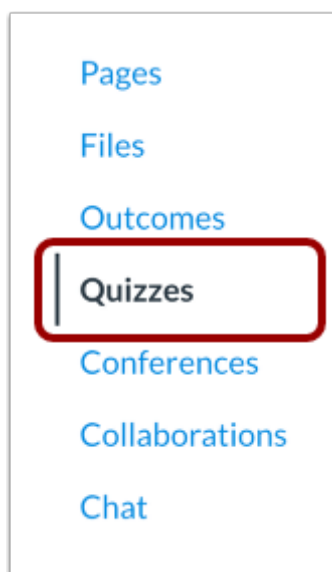 Pages
Files
Outcomes
Quizzes
Conferences
Collaborations
Chat